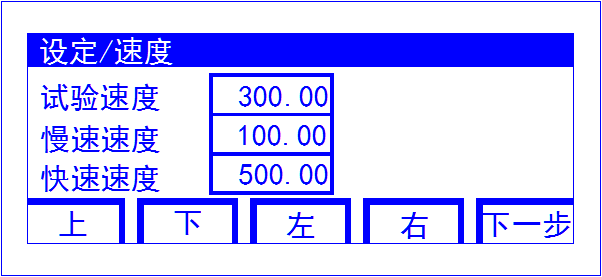 设定/速度
试验速度 300.00
慢速速度 100.00
快速速度 500.00
上 下 左 右 下一步